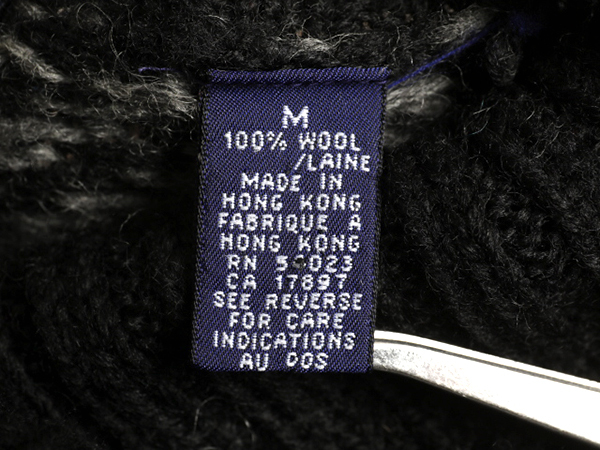 M
100% WOOL
/LAINE
MADE IN
HONG KONG
FABRIQUE A
HONG KONG
RN
CA 17897
SEE REVERSE
FOR CARE
INDICATIONS
AU DOS